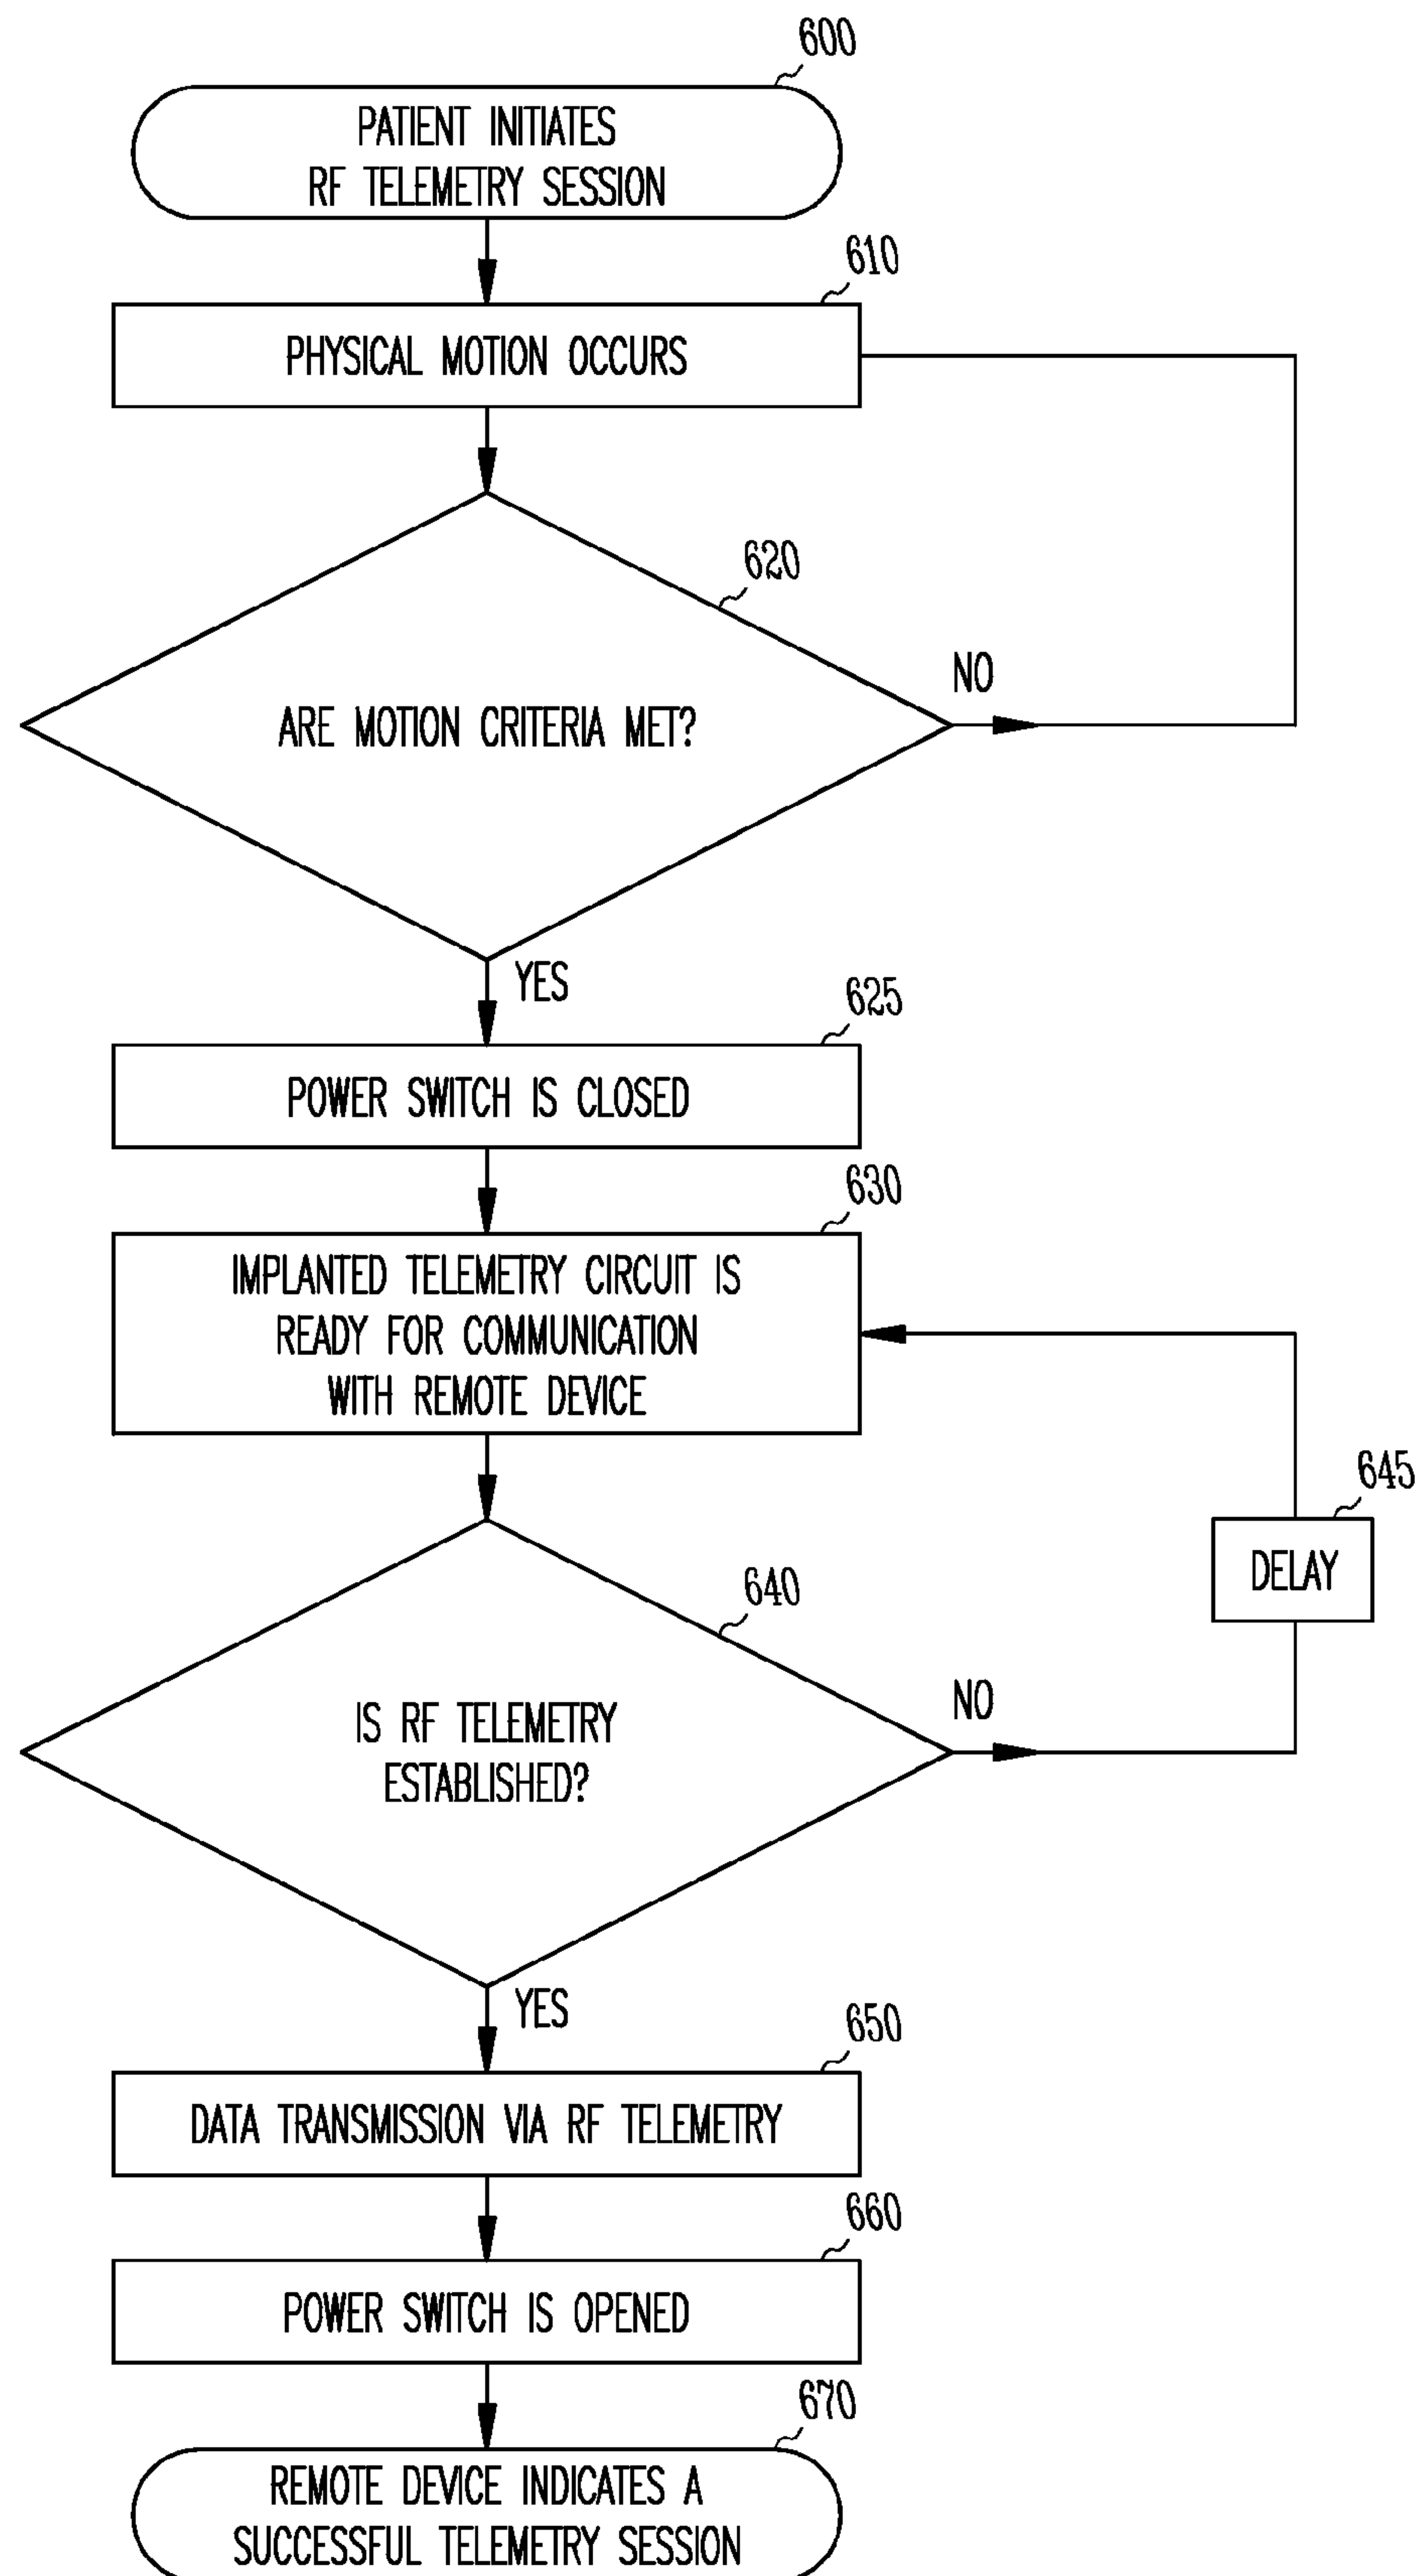 600
PATIENT INITIATES
RF TELEMETRY SESSION
610
PHYSICAL MOTION OCCURS
620
ARE MOTION CRITERIA MET?
NO
YES
625
POWER SWITCH IS CLOSED
630
IMPLANTED TELEMETRY CIRCUIT IS
READY FOR COMMUNICATION
WITH REMOTE DEVICE
645
DELAY
640
IS RF TELEMETRY
ESTABLISHED?
NO
YES
650
DATA TRANSMISSION VIA RF TELEMETRY
660
POWER SWITCH IS OPENED
670
REMOTE DEVICE INDICATES A
SUCCESSFUL TELEMETRY SESSION